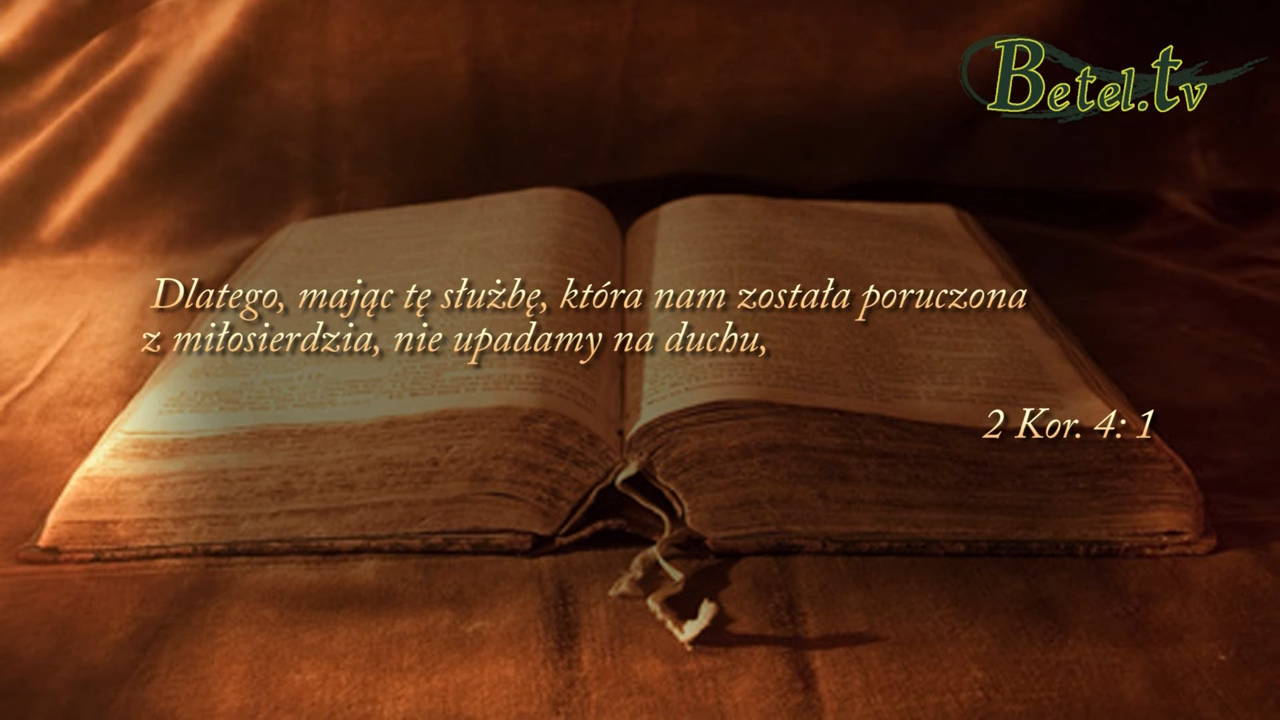 Betel.tv
Dlatego, mając tę służbę, która nam została poruczona
z miłosierdzia, nie upadamy na duchu,
2 Kor. 4: 1